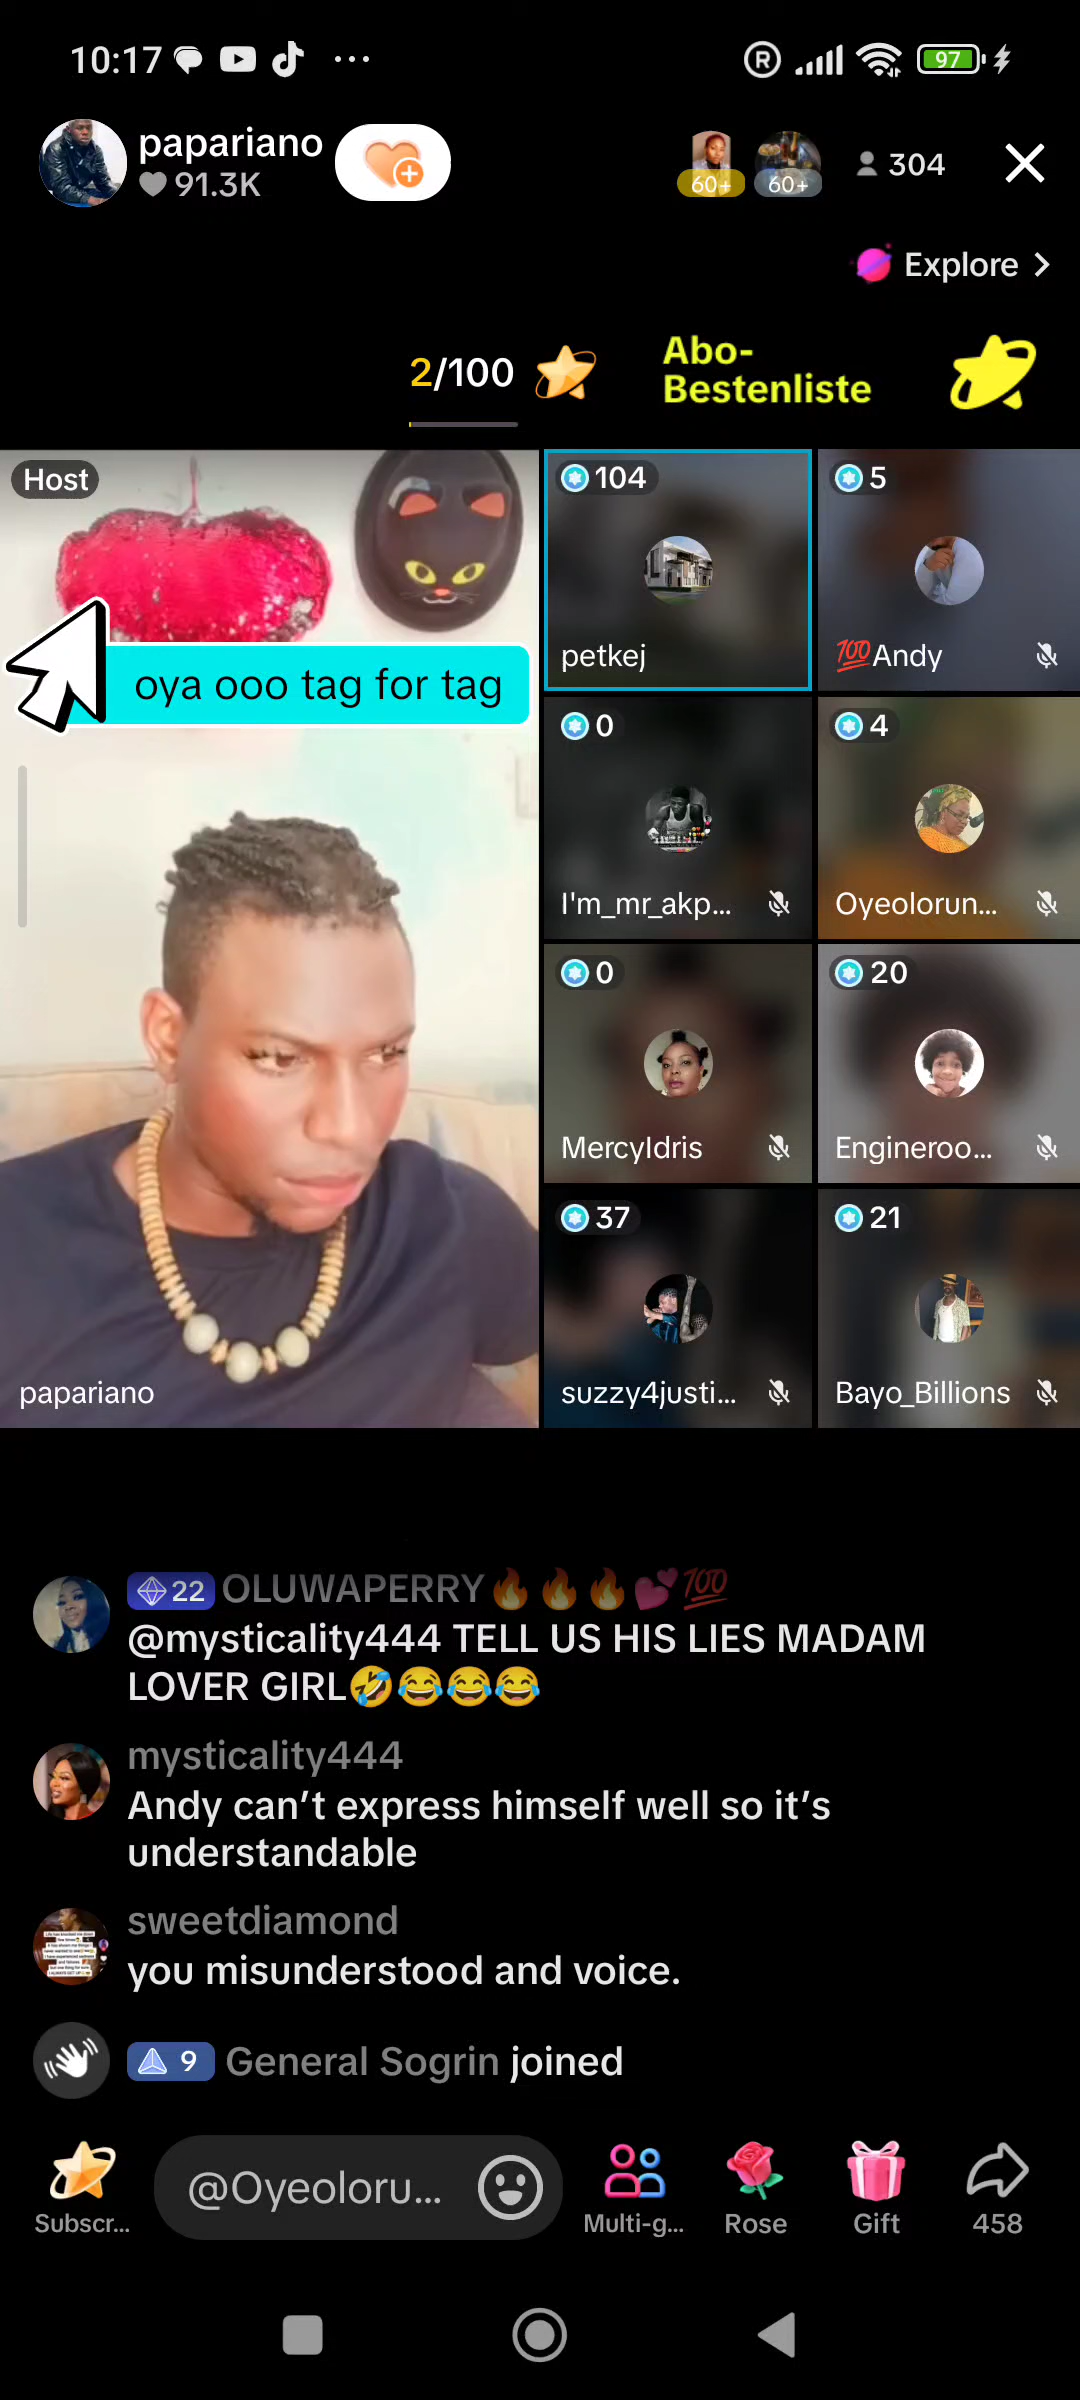 10:17
97
papariano
91.3K
60+
60+
304
Explore
2/100
Abo-
Bestenliste
Host
oya ooo tag for tag
papariano
104
petkej
5
💯Andy
0
I'm_mr_akp...
4
Oyeolorun...
0
MercyIdris
20
Engineroo...
37
suzzy4justi...
21
Bayo_Billions
22 OLUWAPERRY🔥🔥🔥💕💯
@mysticality444 TELL US HIS LIES MADAM
LOVER GIRL🤣😂😂😂
mysticality444
Andy can’t express himself well so it’s
understandable
sweetdiamond
you misunderstood and voice.
9 General Sogrin joined
Subscr...
@Oyeoloru...
Multi-g...
Rose
Gift
458